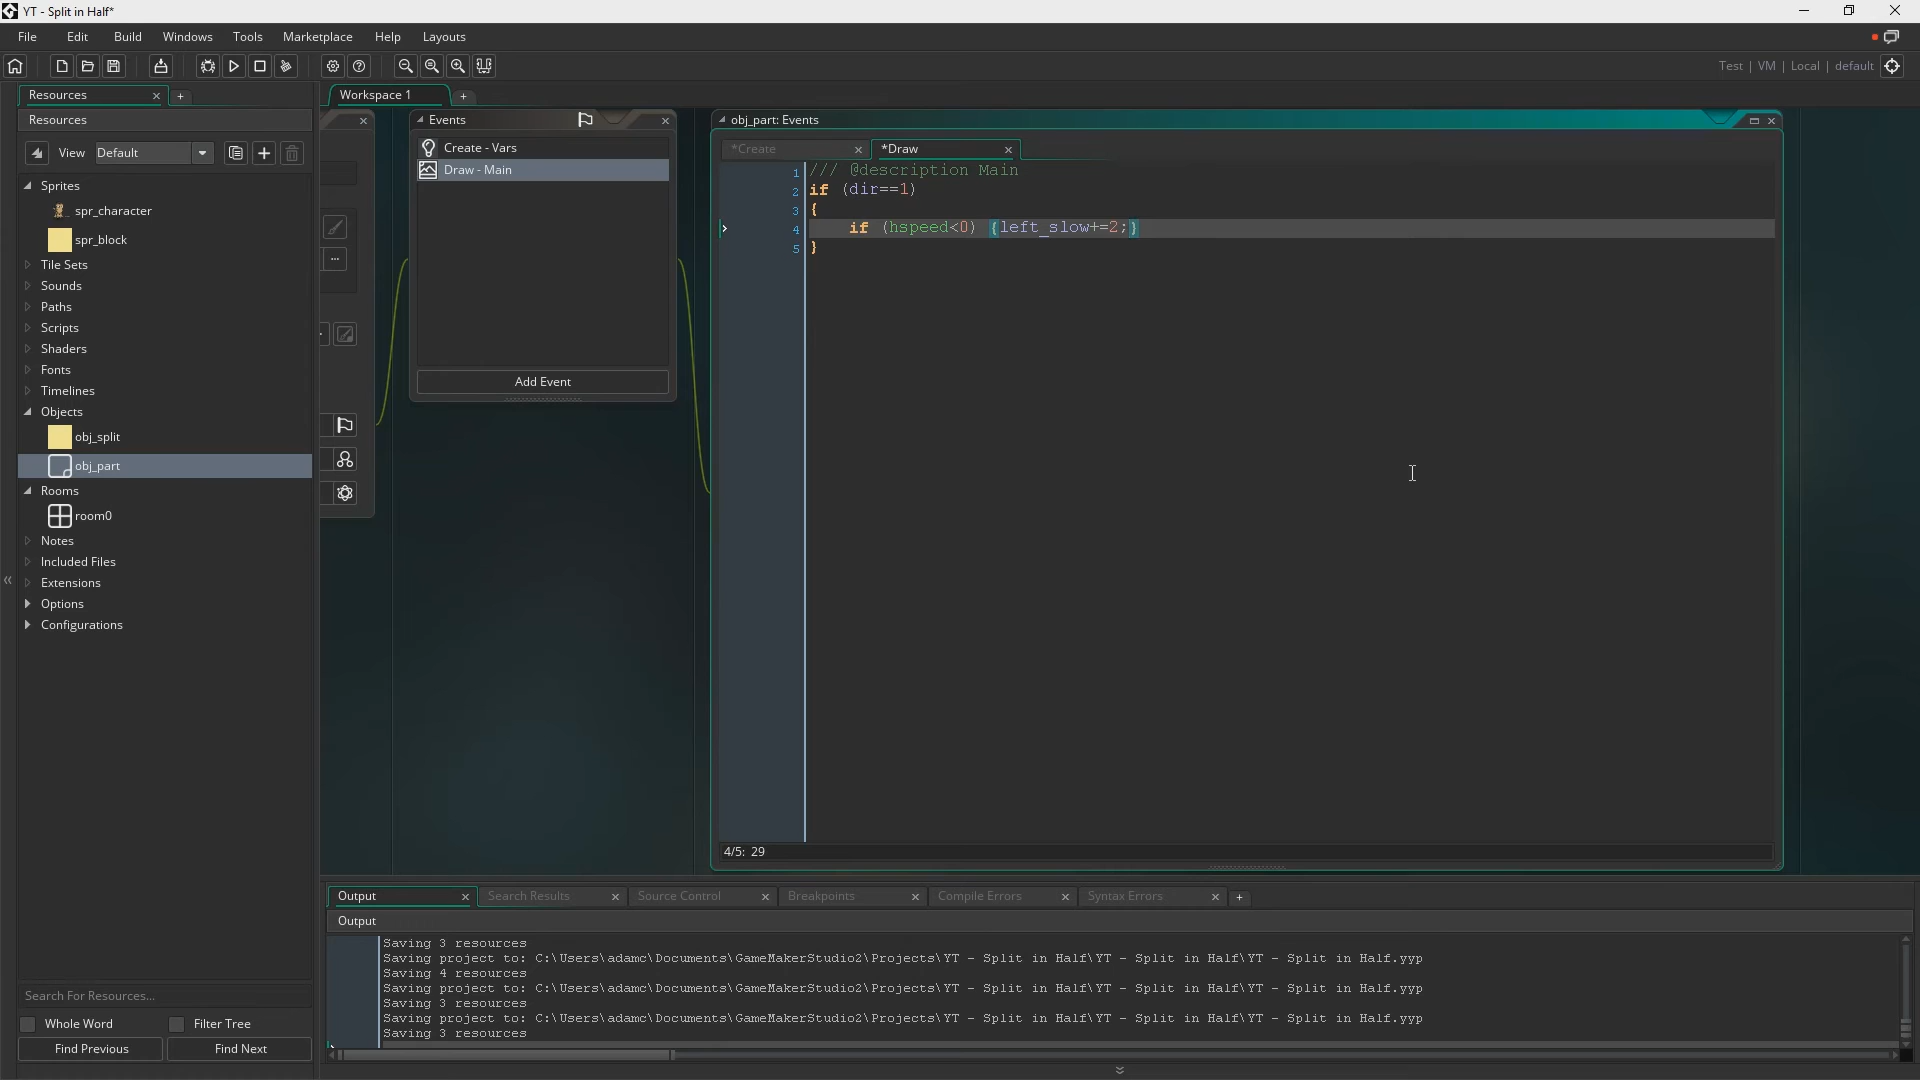 YT - Split in Half*
File Edit Build Windows Tools Marketplace Help Layouts
Test | VM | Local | default
Resources
Workspace 1
Resources
Events
obj_part: Events
View Default
Create - Vars
Draw - Main
*Create
*Draw
Sprites
spr_character
spr_block
Tile Sets
Sounds
Paths
Scripts
Shaders
Fonts
Timelines
Objects
obj_split
obj_part
Rooms
room0
Notes
Included Files
Extensions
Options
Configurations
Add Event
1 /// @description Main
2 if (dir==1)
3 {
4 if (hspeed<0) {left_slow+=2;}
5 }
4/5: 29
Search For Resources...
Whole Word Filter Tree
Find Previous Find Next
Output Search Results Source Control Breakpoints Compile Errors Syntax Errors
Output
Saving 3 resources
Saving project to: C:\Users\adamc\Documents\GameMakerStudio2\Projects\YT - Split in Half\YT - Split in Half\YT - Split in Half.yyp
Saving 4 resources
Saving project to: C:\Users\adamc\Documents\GameMakerStudio2\Projects\YT - Split in Half\YT - Split in Half\YT - Split in Half.yyp
Saving 3 resources
Saving project to: C:\Users\adamc\Documents\GameMakerStudio2\Projects\YT - Split in Half\YT - Split in Half\YT - Split in Half.yyp
Saving 3 resources